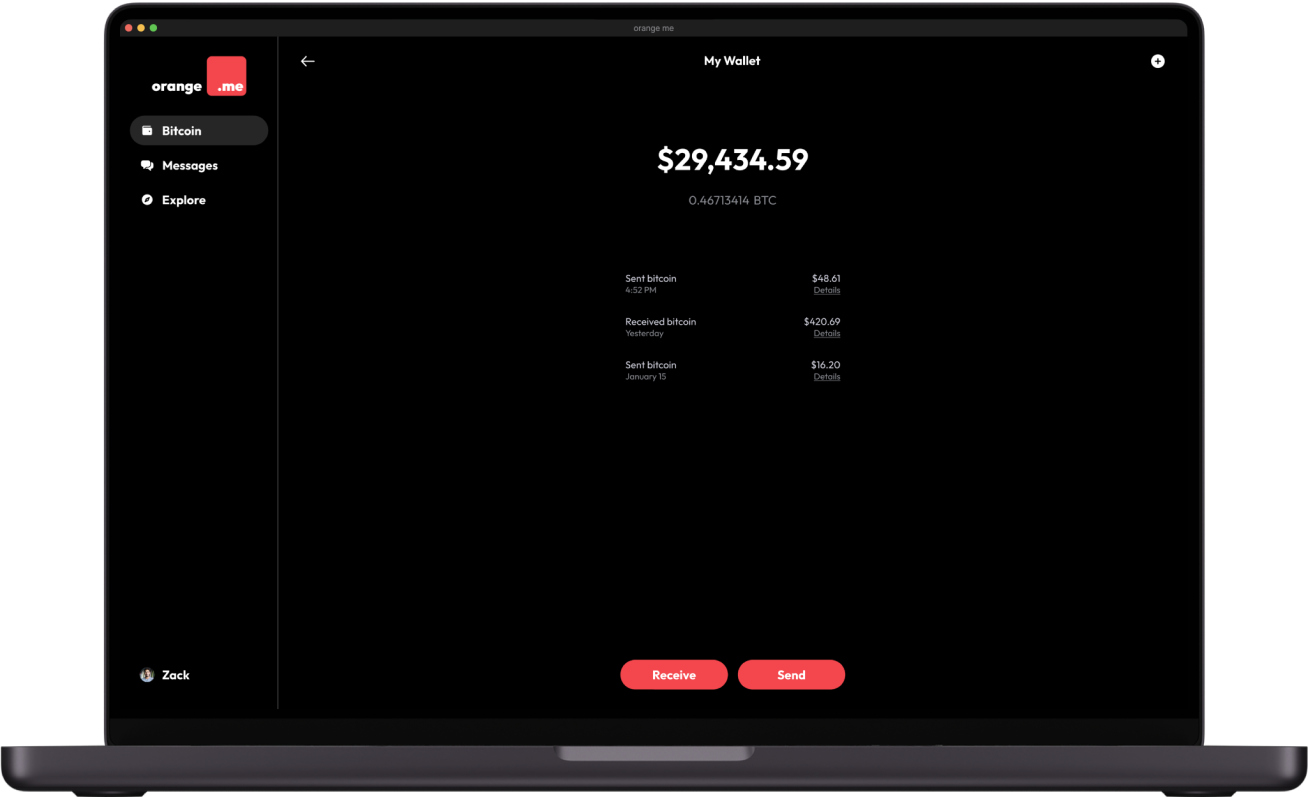 orange me
orange .me
Bitcoin
Messages
Explore
Zack
My Wallet
$29,434.59
0.46713414 BTC
Sent bitcoin $48.61
4:52 PM Details
Received bitcoin $420.69
Yesterday Details
Sent bitcoin $16.20
January 15 Details
Receive Send